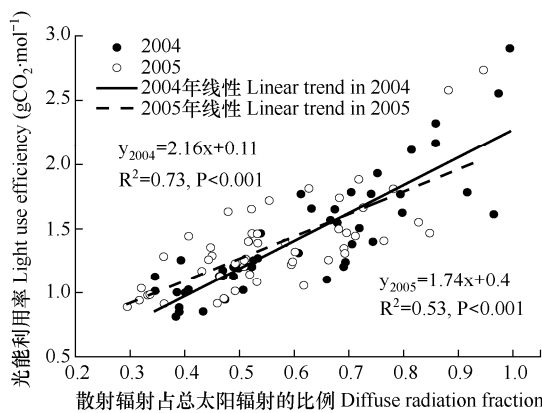 光能利用率 Light use efficiency (gCO₂·mol⁻¹)
3.0
2.5
2.0
1.5
1.0
0.5
2004
2005
2004年线性 Linear trend in 2004
2005年线性 Linear trend in 2005
y₂₀₀₄=2.16x+0.11
R²=0.73, P<0.001
y₂₀₀₅=1.74x+0.4
R²=0.53, P<0.001
0.2 0.3 0.4 0.5 0.6 0.7 0.8 0.9 1.0
散射辐射占总太阳辐射的比例 Diffuse radiation fraction